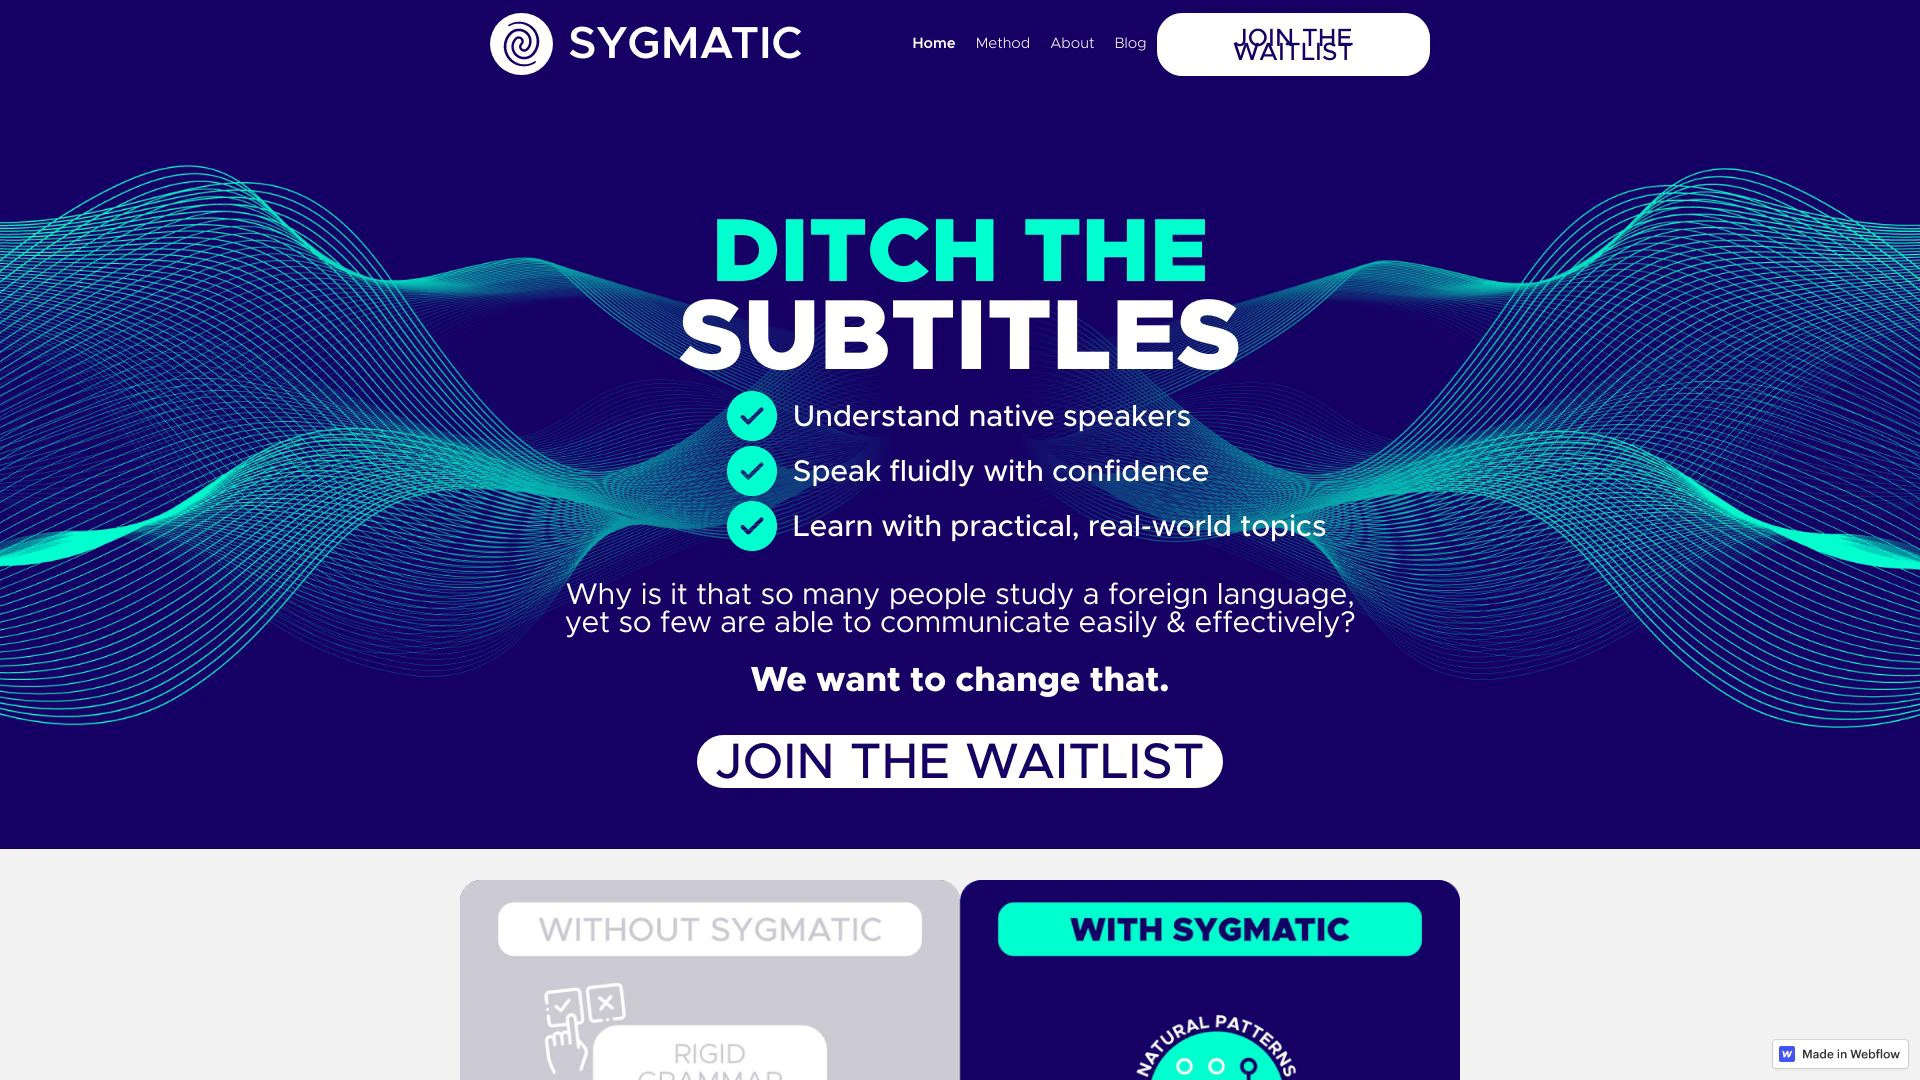 SYGMATIC
Home
Method
About
Blog
JOIN THE
WAITLIST
DITCH THE
SUBTITLES
Understand native speakers
Speak fluidly with confidence
Learn with practical, real-world topics
Why is it that so many people study a foreign language,
yet so few are able to communicate easily & effectively?
We want to change that.
JOIN THE WAITLIST
WITHOUT SYGMATIC
WITH SYGMATIC
RIGID
GRAMMAR
NATURAL PATTERNS
Made in Webflow